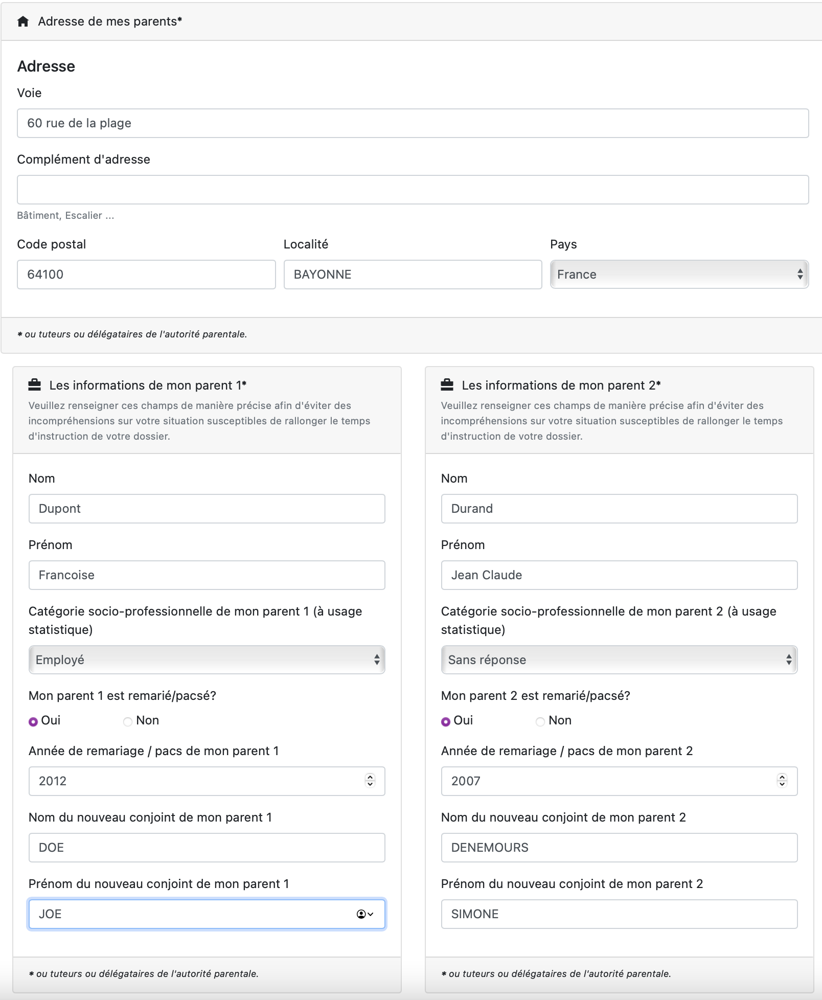 Adresse de mes parents*
Adresse
Voie
60 rue de la plage
Complément d'adresse
Bâtiment, Escalier ...
Code postal
Localité
Pays
64100
BAYONNE
France
* ou tuteurs ou délégataires de l'autorité parentale.
Les informations de mon parent 1*
Veuillez renseigner ces champs de manière précise afin d'éviter des
incompréhensions sur votre situation susceptibles de rallonger le temps
d'instruction de votre dossier.
Nom
Dupont
Prénom
Francoise
Catégorie socio-professionnelle de mon parent 1 (à usage
statistique)
Employé
Mon parent 1 est remarié/pacsé?
Oui
Non
Année de remariage / pacs de mon parent 1
2012
Nom du nouveau conjoint de mon parent 1
DOE
Prénom du nouveau conjoint de mon parent 1
JOE
* ou tuteurs ou délégataires de l'autorité parentale.
Les informations de mon parent 2*
Veuillez renseigner ces champs de manière précise afin d'éviter des
incompréhensions sur votre situation susceptibles de rallonger le temps
d'instruction de votre dossier.
Nom
Durand
Prénom
Jean Claude
Catégorie socio-professionnelle de mon parent 2 (à usage
statistique)
Sans réponse
Mon parent 2 est remarié/pacsé?
Oui
Non
Année de remariage / pacs de mon parent 2
2007
Nom du nouveau conjoint de mon parent 2
DENEMOURS
Prénom du nouveau conjoint de mon parent 2
SIMONE
* ou tuteurs ou délégataires de l'autorité parentale.